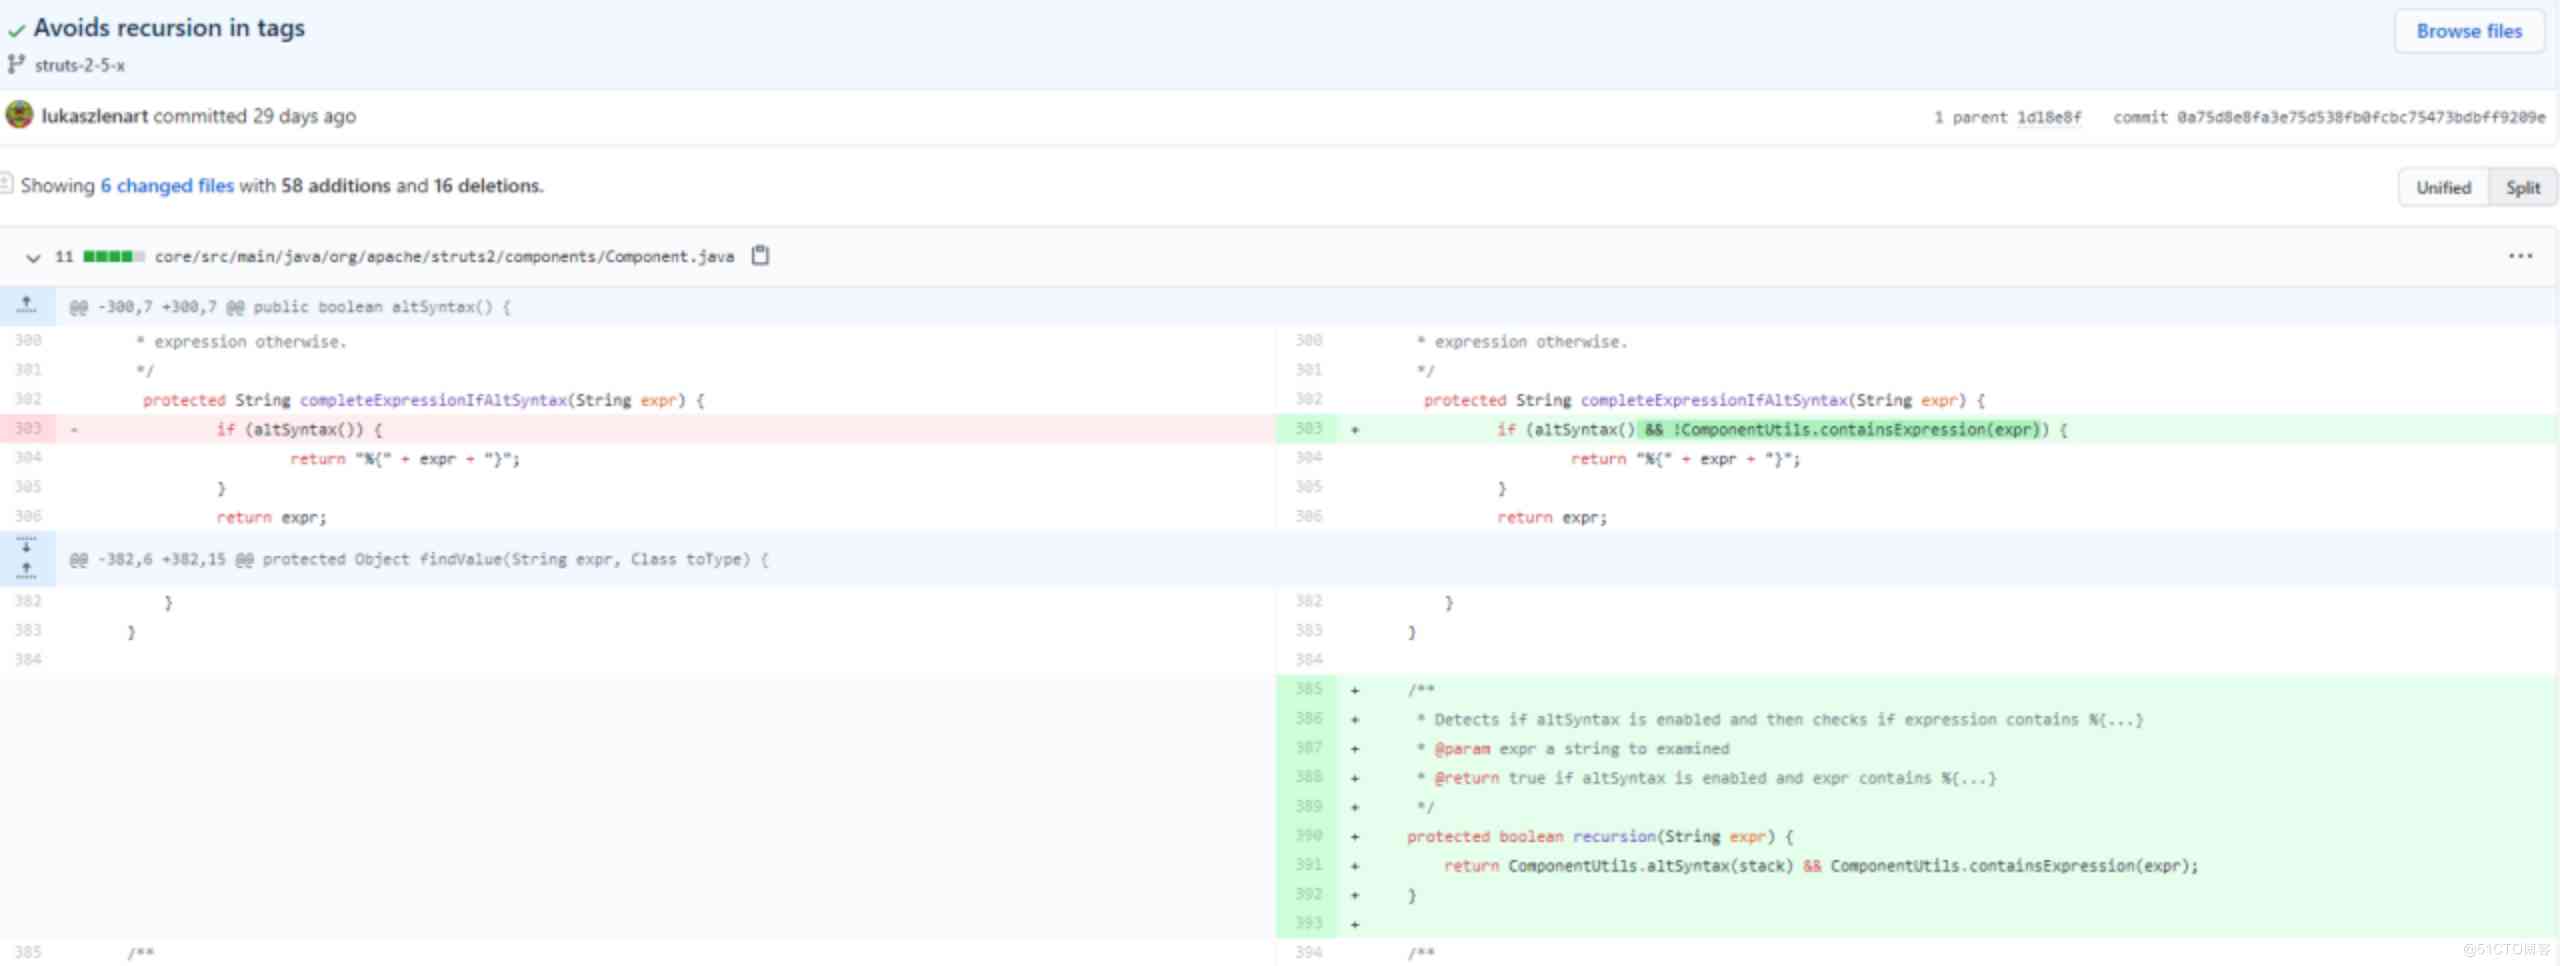 Avoids recursion in tags
Browse files
struts-2-5-x
lukaszlenart committed 29 days ago
1 parent 1d18e8f commit 0a75d8e8fa3e75d538fb0fcbc75473bdbff9209e
Showing 6 changed files with 58 additions and 16 deletions.
Unified Split
11 core/src/main/java/org/apache/struts2/components/Component.java
@@ -300,7 +300,7 @@ public boolean altSyntax() {
300 * expression otherwise.
301 */
302 protected String completeExpressionIfAltSyntax(String expr) {
303 - if (altSyntax()) {
304 return "%{" + expr + "}";
305 }
306 return expr;
300 * expression otherwise.
301 */
302 protected String completeExpressionIfAltSyntax(String expr) {
303 + if (altSyntax() && !ComponentUtils.containsExpression(expr)) {
304 return "%{" + expr + "}";
305 }
306 return expr;
@@ -382,6 +382,15 @@ protected Object findValue(String expr, Class toType) {
382 }
383 }
384
385 /**
382 }
383 }
384
385 + /**
386 + * Detects if altSyntax is enabled and then checks if expression contains %{...}
387 + * @param expr a string to examined
388 + * @return true if altSyntax is enabled and expr contains %{...}
389 + */
390 + protected boolean recursion(String expr) {
391 + return ComponentUtils.altSyntax(stack) && ComponentUtils.containsExpression(expr);
392 + }
393 +
394 /**
@51CTO博客